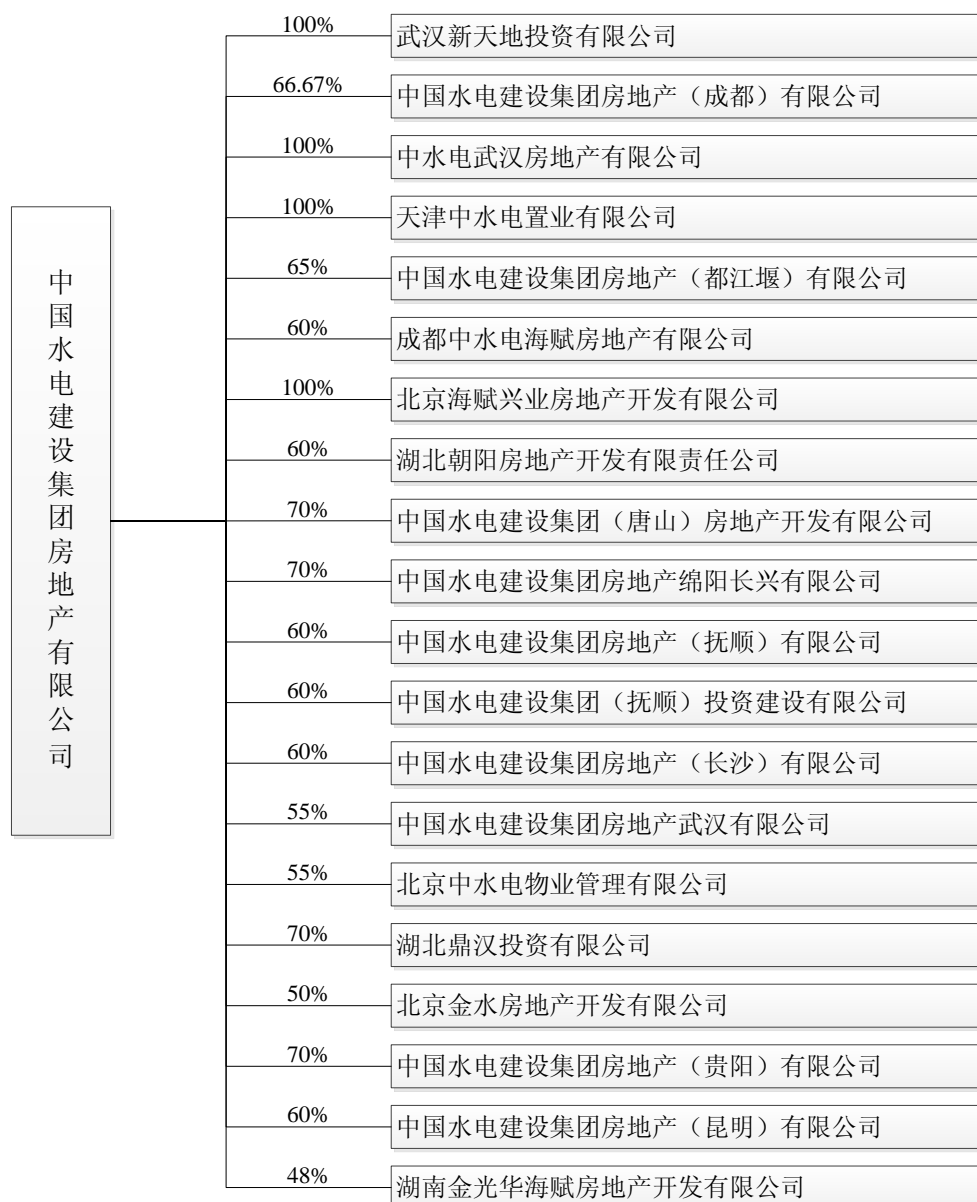 中国水电建设集团房地产有限公司
100%
武汉新天地投资有限公司
66.67%
中国水电建设集团房地产（成都）有限公司
100%
中水电武汉房地产有限公司
100%
天津中水电置业有限公司
65%
中国水电建设集团房地产（都江堰）有限公司
60%
成都中水电海赋房地产有限公司
100%
北京海赋兴业房地产开发有限公司
60%
湖北朝阳房地产开发有限责任公司
70%
中国水电建设集团（唐山）房地产开发有限公司
70%
中国水电建设集团房地产绵阳长兴有限公司
60%
中国水电建设集团房地产（抚顺）有限公司
60%
中国水电建设集团（抚顺）投资建设有限公司
60%
中国水电建设集团房地产（长沙）有限公司
55%
中国水电建设集团房地产武汉有限公司
55%
北京中水电物业管理有限公司
70%
湖北鼎汉投资有限公司
50%
北京金水房地产开发有限公司
70%
中国水电建设集团房地产（贵阳）有限公司
60%
中国水电建设集团房地产（昆明）有限公司
48%
湖南金光华海赋房地产开发有限公司